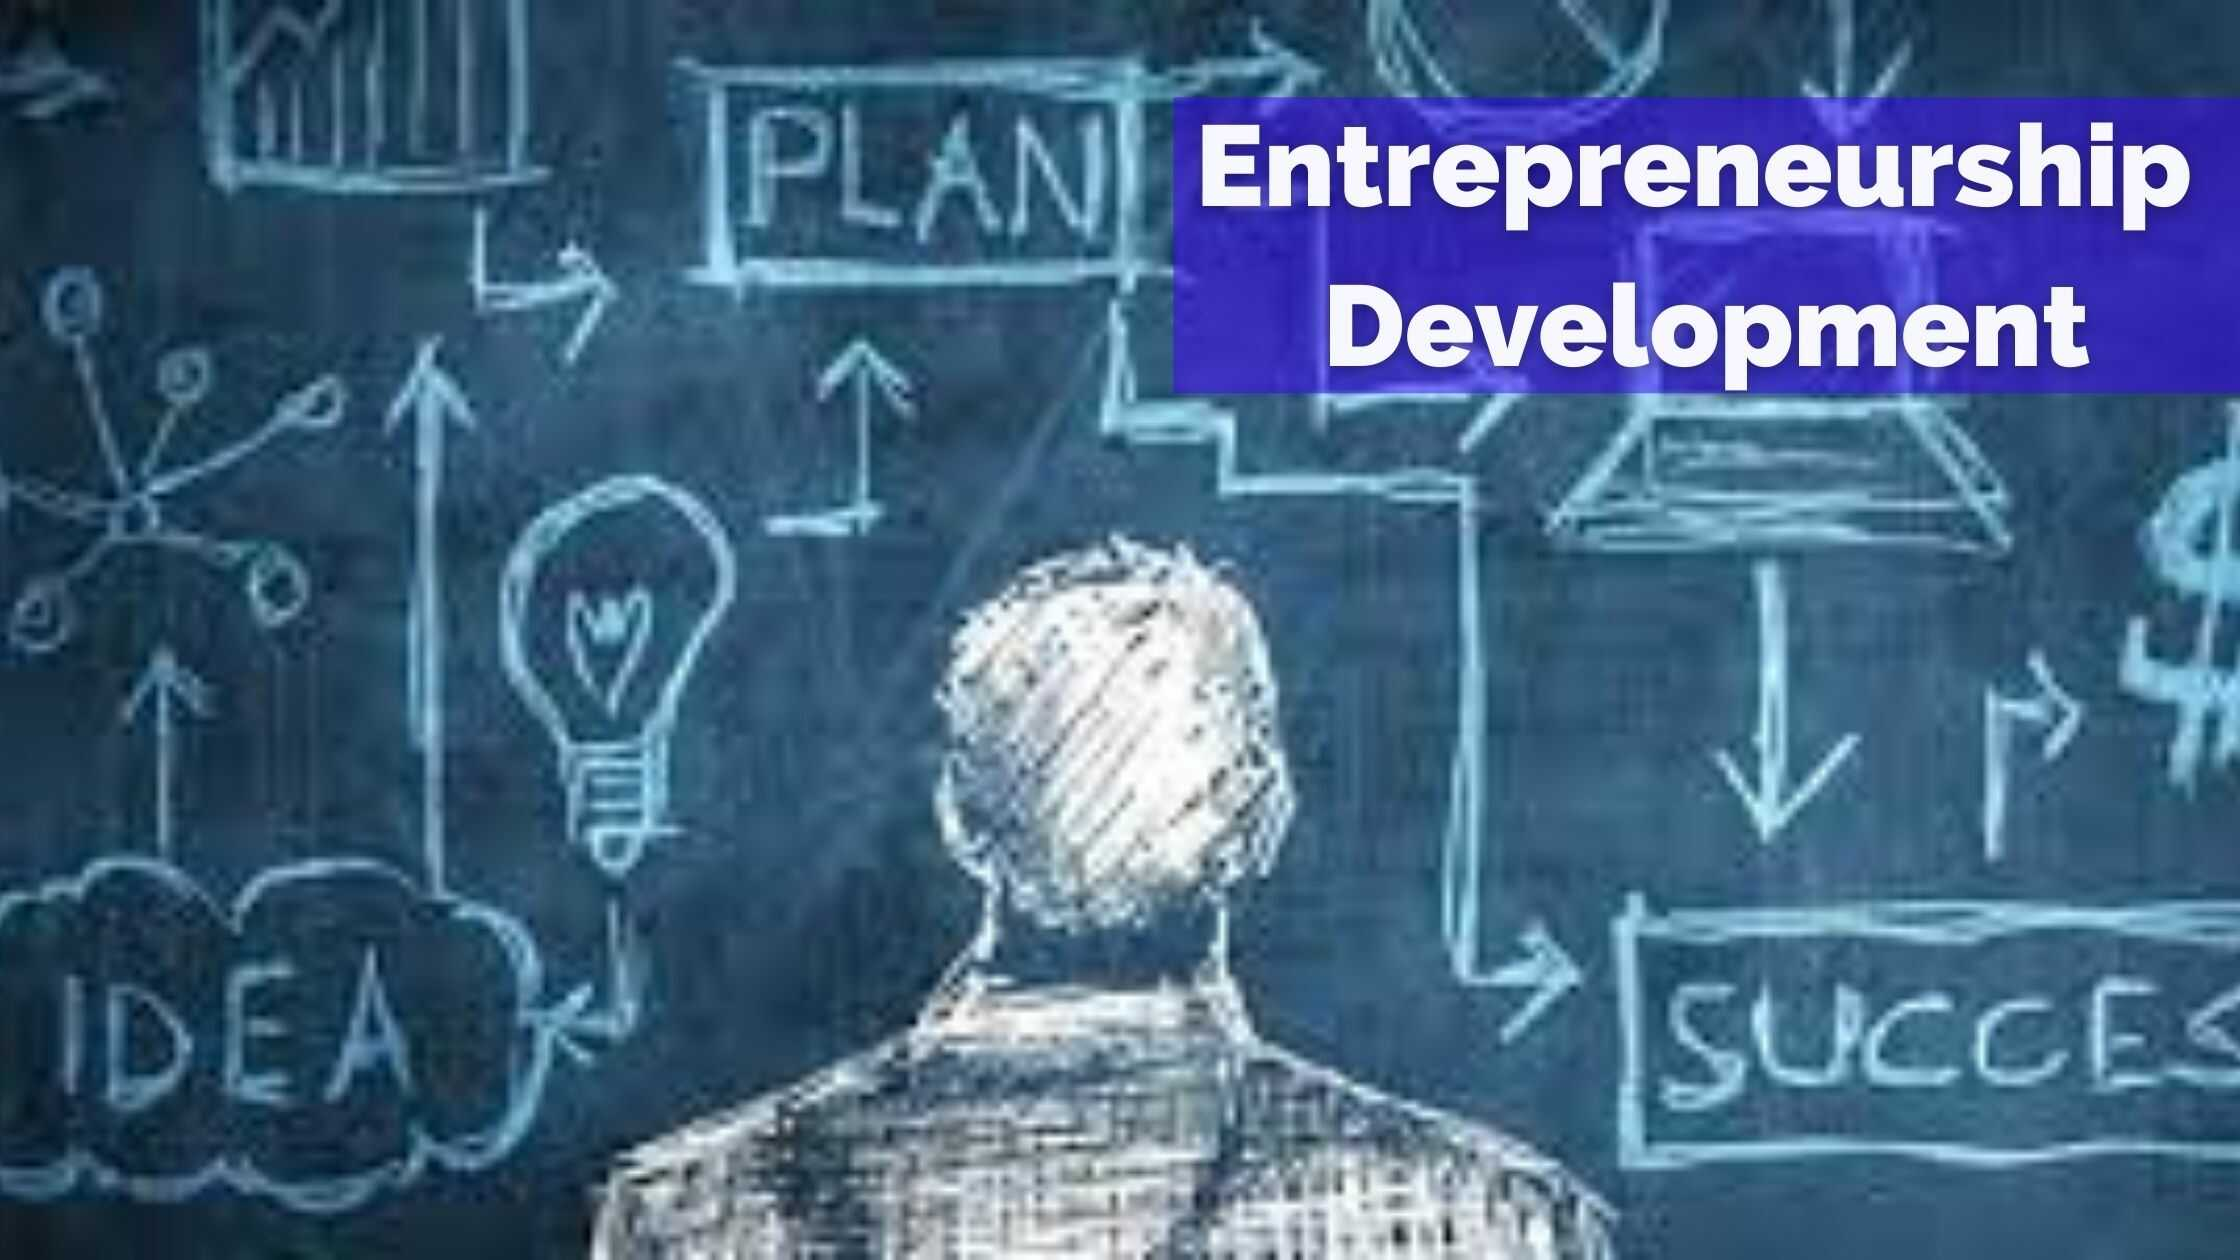 PLAN
Entrepreneurship
Development
IDEA
SUCCES
$